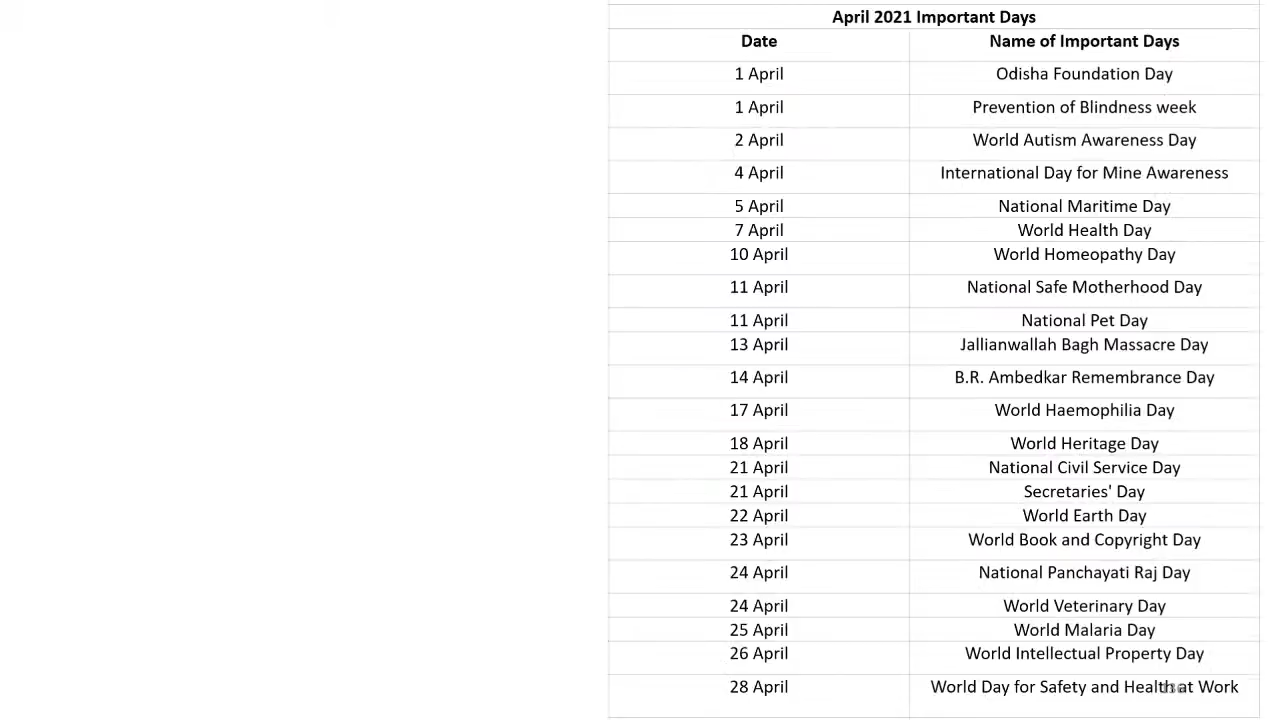 April 2021 Important Days
Date Name of Important Days
1 April Odisha Foundation Day
1 April Prevention of Blindness week
2 April World Autism Awareness Day
4 April International Day for Mine Awareness
5 April National Maritime Day
7 April World Health Day
10 April World Homeopathy Day
11 April National Safe Motherhood Day
11 April National Pet Day
13 April Jallianwallah Bagh Massacre Day
14 April B.R. Ambedkar Remembrance Day
17 April World Haemophilia Day
18 April World Heritage Day
21 April National Civil Service Day
21 April Secretaries' Day
22 April World Earth Day
23 April World Book and Copyright Day
24 April National Panchayati Raj Day
24 April World Veterinary Day
25 April World Malaria Day
26 April World Intellectual Property Day
28 April World Day for Safety and Health at Work